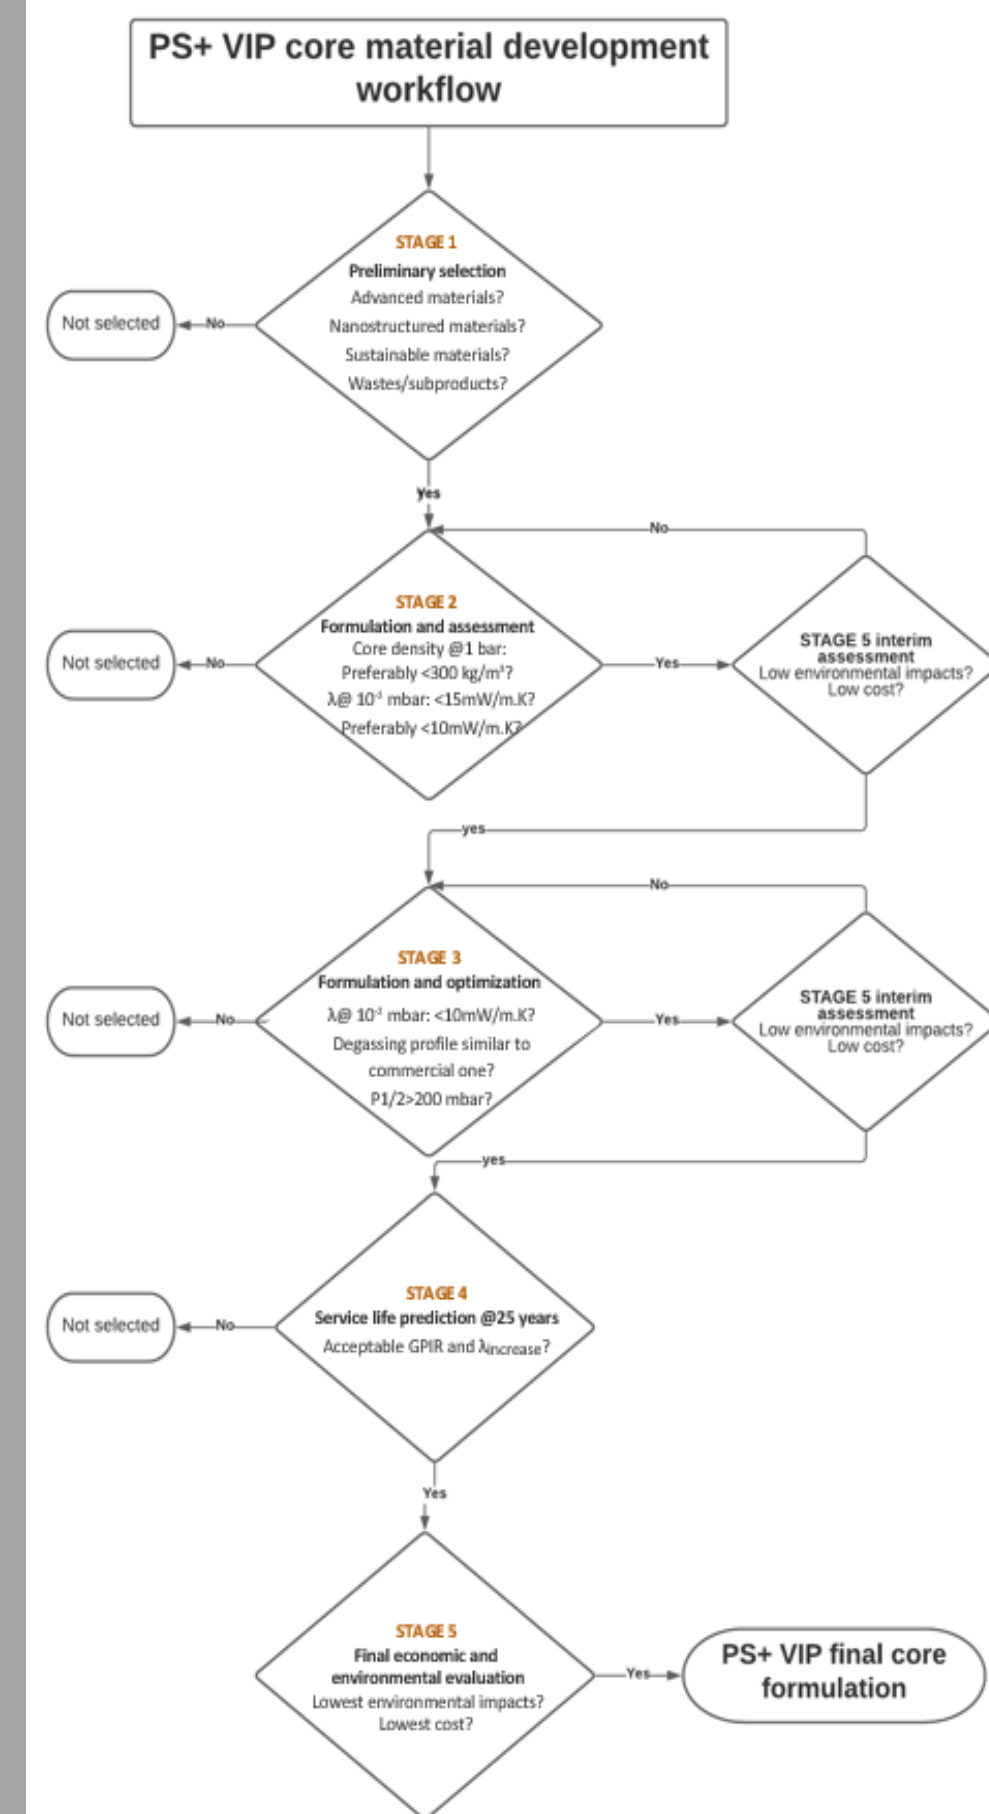 PS+ VIP core material development
workflow
STAGE 1
Preliminary selection
Advanced materials?
Nanostructured materials?
Sustainable materials?
Wastes/subproducts?
No
Not selected
Yes
No
STAGE 2
Formulation and assessment
Core density @1 bar:
Preferably <300 kg/m³?
λ@ 10⁻³ mbar: <15mW/m.K?
Preferably <10mW/m.K?
No
Not selected
Yes
STAGE 5 interim
assessment
Low environmental impacts?
Low cost?
yes
No
STAGE 3
Formulation and optimization
λ@ 10⁻³ mbar: <10mW/m.K?
Degassing profile similar to
commercial one?
P1/2>200 mbar?
No
Not selected
Yes
STAGE 5 interim
assessment
Low environmental impacts?
Low cost?
yes
STAGE 4
Service life prediction @25 years
Acceptable GPIR and λincrease?
No
Not selected
Yes
STAGE 5
Final economic and
environmental evaluation
Lowest environmental impacts?
Lowest cost?
Yes
PS+ VIP final core
formulation